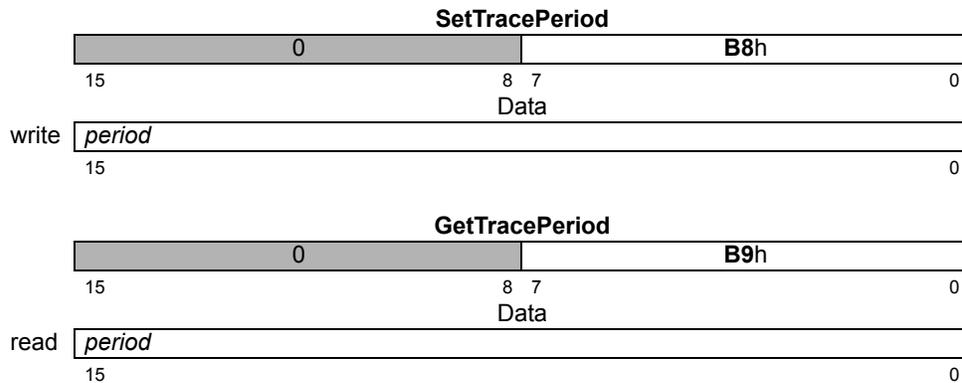 SetTracePeriod
0 B8h
15 8 7 0
Data
write period
15 0
GetTracePeriod
0 B9h
15 8 7 0
Data
read period
15 0